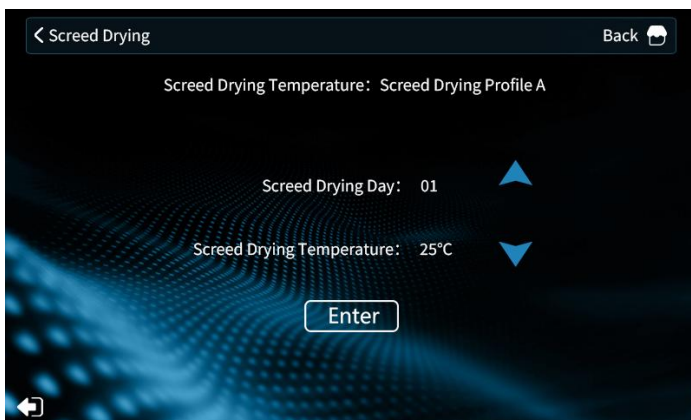 Screed Drying
Back
Screed Drying Temperature： Screed Drying Profile A
Screed Drying Day： 01
Screed Drying Temperature： 25℃
Enter